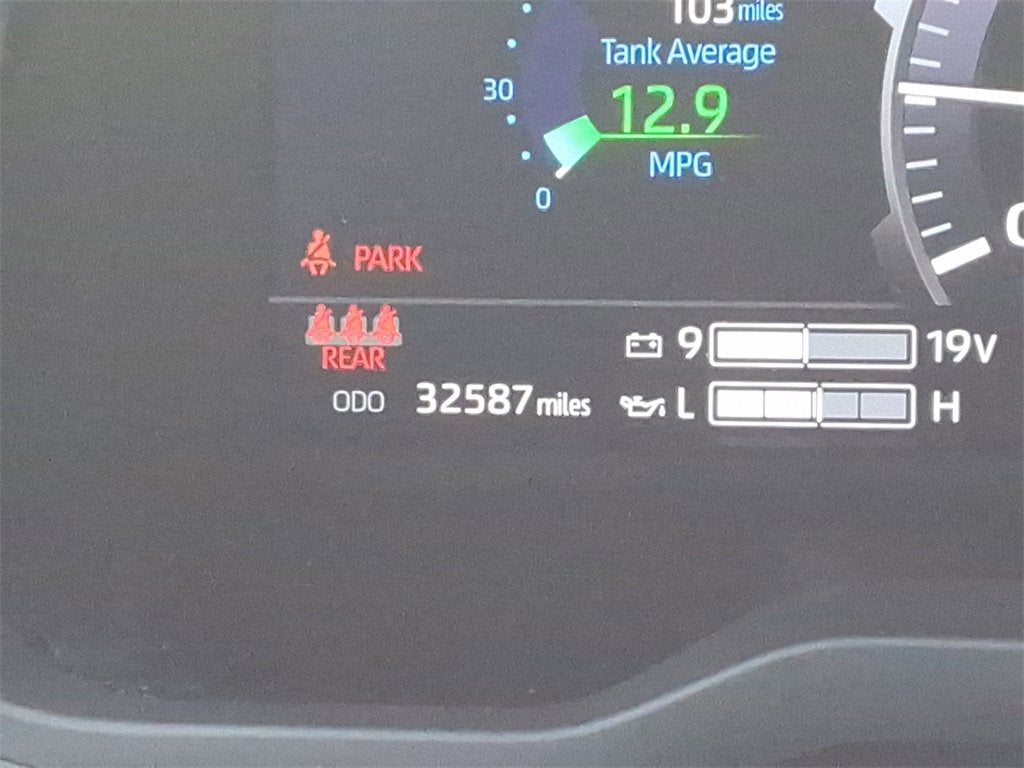 103 miles
Tank Average
30
12.9
MPG
0
PARK
REAR
9 19V
ODO 32587 miles L H